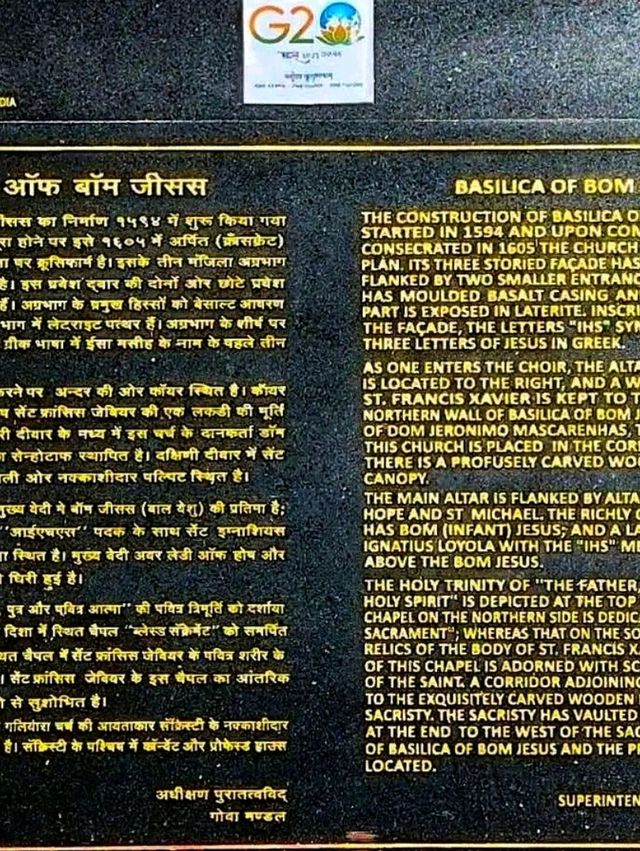 G20
वसुधैव कुटुम्बकम्
DIA
ऑफ बॉम जीसस
ीसस का निर्माण १५९४ में शुरू किया गया
रा होने पर इसे १६०५ में अर्पित (क्रंसक्रेट)
ा पर क्रूसिकार्म है। इसके तीन मंजिला अग्रभाग
है। इस प्रवेश द्वार की दोनों ओर छोटे प्रवेश
हैं। अग्रभाग के प्रमुख हिस्सों को बेसाल्ट आवरण
भाग में लेटराइट पत्थर हैं। अग्रभाग के शीर्ष पर
ग्रीक भाषा में ईसा मसीह के नाम के पहले तीन
करने पर अन्दर की ओर कॉयर स्थित है। कॉयर
सेंट फ्रांसिस जेवियर की एक लकडी की मूर्ति
री दीवार के मध्य में इस चर्च के दानकर्ता डॉम
सेन्होटाफ स्थापित है। दक्षिणी दीवार में सेंट
ली ओर नक्काशीदार पल्पिट स्थित है।
मुख्य वेदी मे बॉम जीसस (बाल येशु) की प्रतिमा है;
"आईएचएस" पदक के साथ सेंट इग्नाशियस
ा स्थित है। मुख्य वेदी अवर लेडी ऑफ होप और
घिरी हुई है।
पुत्र और पवित्र आत्मा" की पवित्र त्रिमूर्ति को दर्शाया
दिशा में स्थित चैपल "ब्लेस्ड सेक्रेमेंट" को समर्पित
थत चैपल में सेंट फ्रांसिस जेवियर के पवित्र शरीर के
सेंट फ्रांसिस जेवियर के इस चैपल का आंतरिक
से सुशोभित है।
गलियारा चर्च की आयताकार सॅक्रिस्टी के नक्काशीदार
है। सॅक्रिस्टी के पश्चिम में कॉन्वेंट और प्रोफेस्ड हाउस
अधीक्षण पुरातत्वविद्
गोवा मण्डल
BASILICA OF BOM
THE CONSTRUCTION OF BASILICA O
STARTED IN 1594 AND UPON COM
CONSECRATED IN 1605 THE CHURCH
PLAN. ITS THREE STORIED FAÇADE HAS
FLANKED BY TWO SMALLER ENTRANC
HAS MOULDED BASALT CASING AN
PART IS EXPOSED IN LATERITE. INSCRI
THE FAÇADE, THE LETTERS "IHS" SY
THREE LETTERS OF JESUS IN GREEK.
AS ONE ENTERS THE CHOIR, THE ALTA
IS LOCATED TO THE RIGHT, AND A W
ST. FRANCIS XAVIER IS KEPT TO T
NORTHERN WALL OF BASILICA OF BOM J
OF DOM JERONIMO MASCARENHAS, T
THIS CHURCH IS PLACED IN THE COR
THERE IS A PROFUSELY CARVED WOO
CANOPY.
THE MAIN ALTAR IS FLANKED BY ALTA
HOPE AND ST MICHAEL. THE RICHLY G
HAS BOM (INFANT) JESUS; AND A LA
IGNATIUS LOYOLA WITH THE "IHS" M
ABOVE THE BOM JESUS.
THE HOLY TRINITY OF "THE FATHER
HOLY SPIRIT" IS DEPICTED AT THE TOP
CHAPEL ON THE NORTHERN SIDE IS DEDICA
SACRAMENT"; WHEREAS THAT ON THE SO
RELICS OF THE BODY OF ST. FRANCIS XA
OF THIS CHAPEL IS ADORNED WITH SC
OF THE SAINT. A CORRIDOR ADJOINING
TO THE EXQUISITELY CARVED WOODEN
SACRISTY. THE SACRISTY HAS VAULTED
AT THE END TO THE WEST OF THE SAC
OF BASILICA OF BOM JESUS AND THE P
LOCATED.
SUPERINTEN